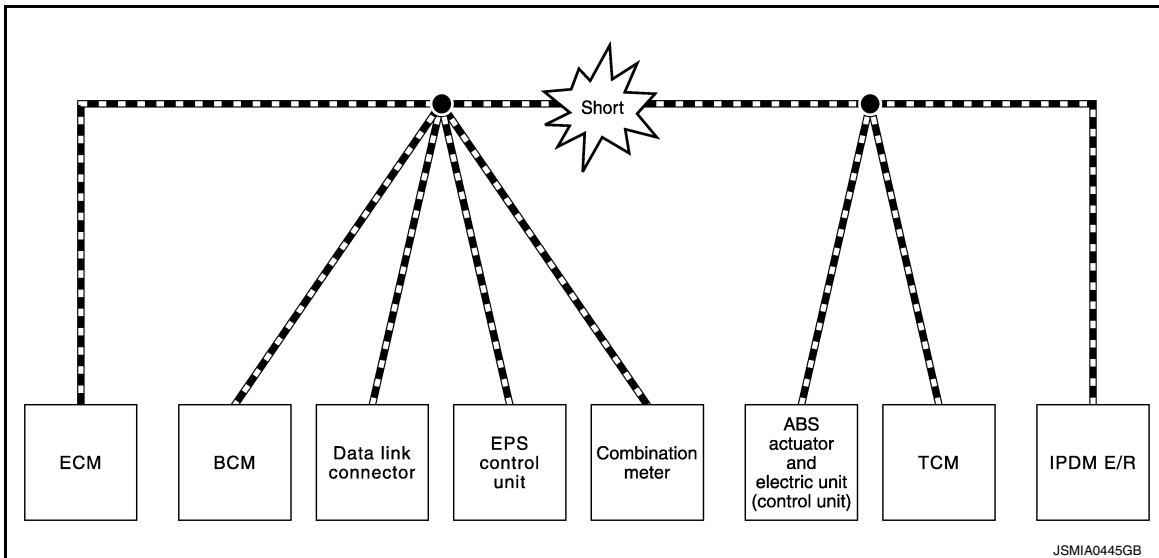 Short
ECM
BCM
Data link
connector
EPS
control
unit
Combination
meter
ABS
actuator
and
electric unit
(control unit)
TCM
IPDM E/R
JSMIA0445GB